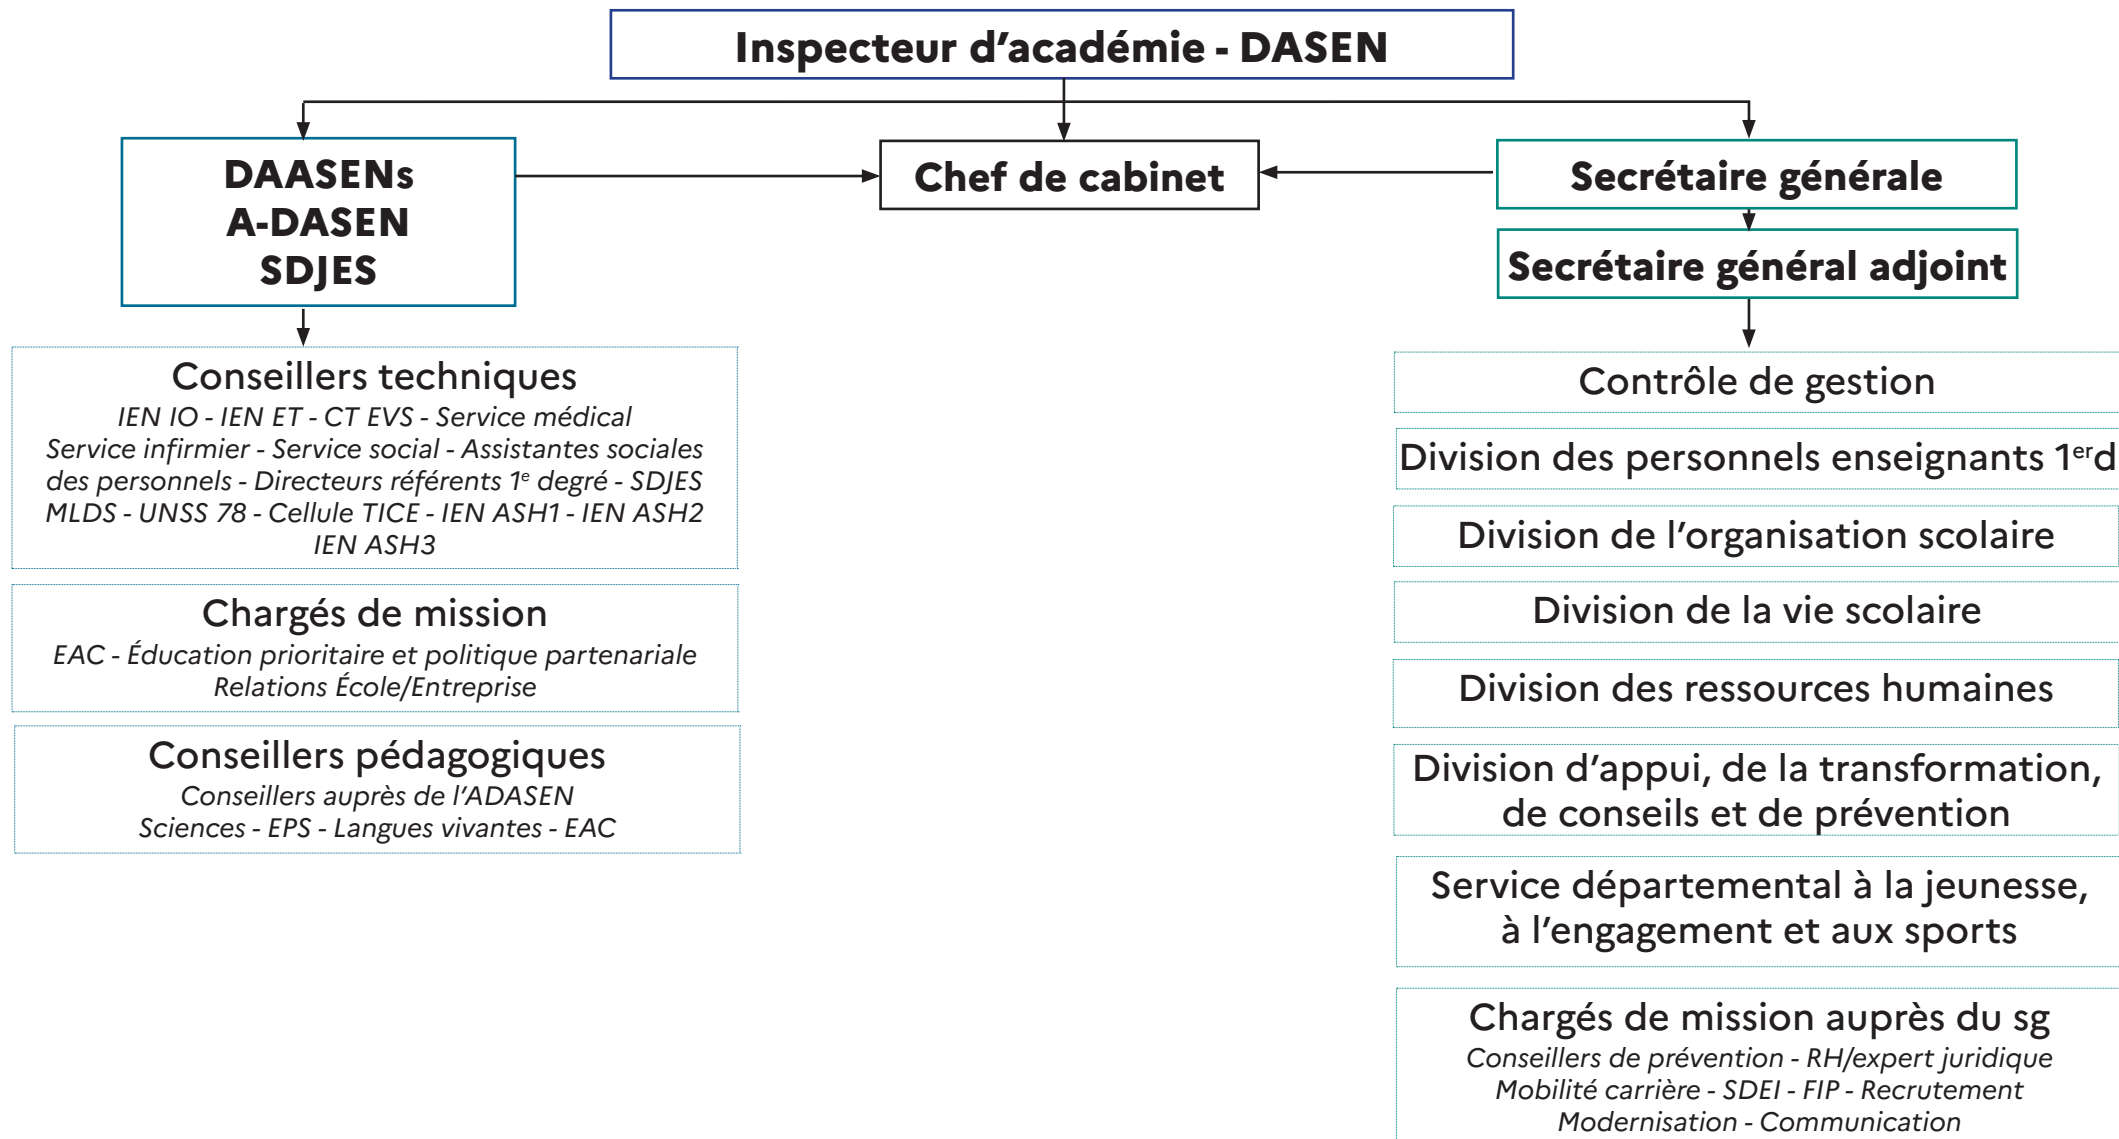 Inspecteur d'académie - DASEN
DAASENs
A-DASEN
SDJES
Chef de cabinet
Secrétaire générale
Secrétaire général adjoint
Conseillers techniques
IEN IO - IEN ET - CT EVS - Service médical
Service infirmier - Service social - Assistantes sociales
des personnels - Directeurs référents 1e degré - SDJES
MLDS - UNSS 78 - Cellule TICE - IEN ASH1 - IEN ASH2
IEN ASH3
Chargés de mission
EAC - Éducation prioritaire et politique partenariale
Relations École/Entreprise
Conseillers pédagogiques
Conseillers auprès de l'ADASEN
Sciences - EPS - Langues vivantes - EAC
Contrôle de gestion
Division des personnels enseignants 1erd
Division de l'organisation scolaire
Division de la vie scolaire
Division des ressources humaines
Division d'appui, de la transformation,
de conseils et de prévention
Service départemental à la jeunesse,
à l'engagement et aux sports
Chargés de mission auprès du sg
Conseillers de prévention - RH/expert juridique
Mobilité carrière - SDEI - FIP - Recrutement
Modernisation - Communication